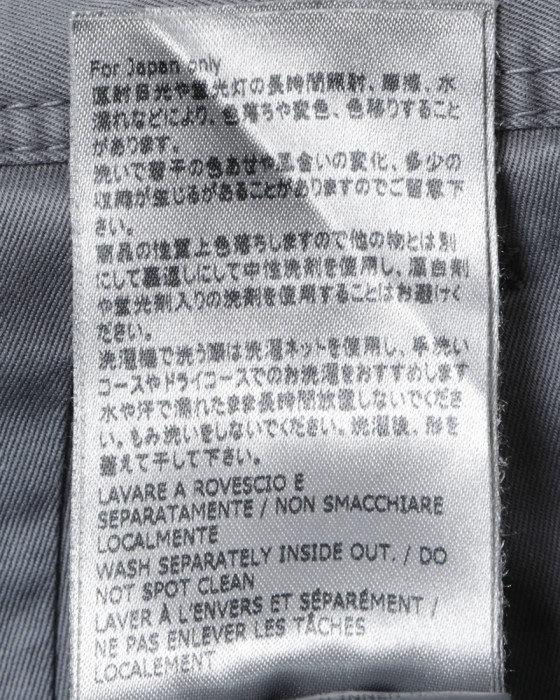 For Japan only
直射日光や蛍光灯の長時間照射、摩擦、水
濡れなどにより、色落ちや変色、色移りすること
があります。
洗いで若干の色あせや風合いの変化、多少の
収縮が生じるがあることがありますのでご留意下
さい。
商品の性質上色落ちしますので他の物とは別
にして裏返しにして中性洗剤を使用し、漂白剤
や蛍光剤入りの洗剤を使用することはお避けく
ださい。
洗濯機で洗う際は洗濯ネットを使用し、手洗い
コースやドライコースでのお洗濯をおすすめします
水や汗で濡れたまま長時間放置しないでくださ
い。もみ洗いをしないでください。洗濯後、形を
整えて干して下さい。
LAVARE A ROVESCIO E
SEPARATAMENTE / NON SMACCHIARE
LOCALMENTE
WASH SEPARATELY INSIDE OUT. / DO
NOT SPOT CLEAN
LAVER À L'ENVERS ET SÉPARÉMENT /
NE PAS ENLEVER LES TÂCHES
LOCALEMENT